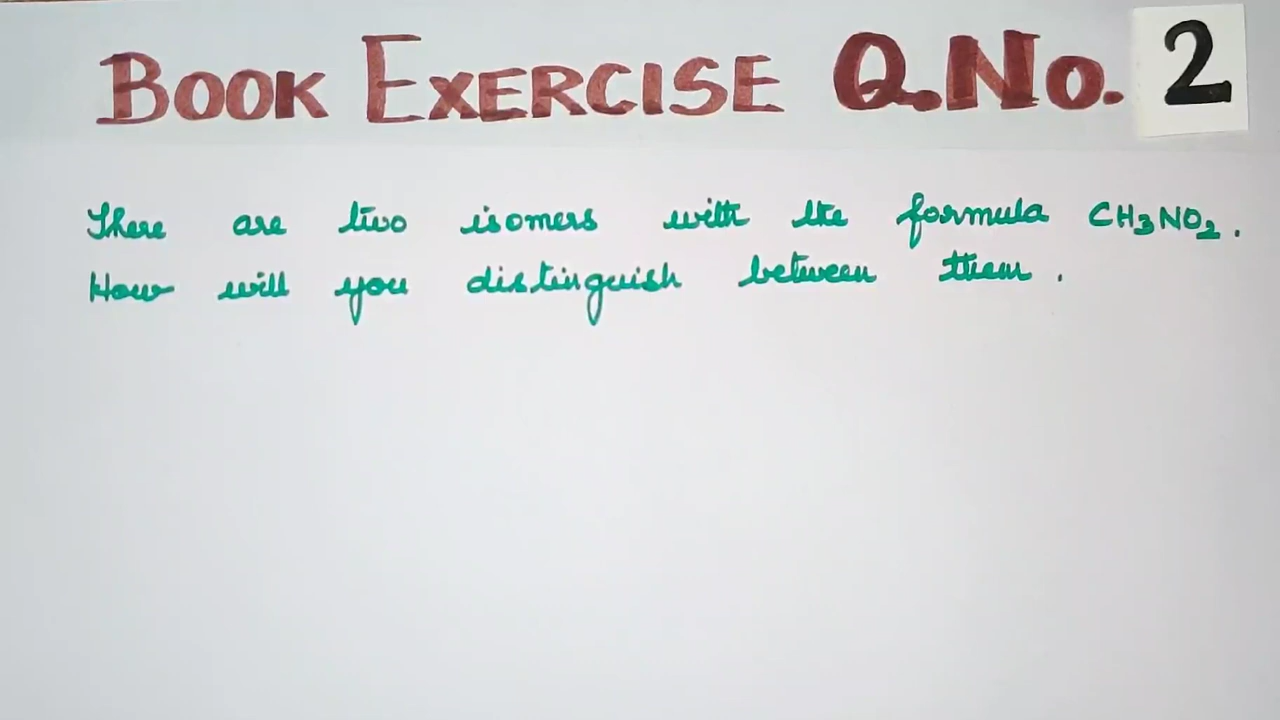 BOOK EXERCISE Q.No. 2
There are two isomers with the formula CH₃NO₂.
How will you distinguish between them.